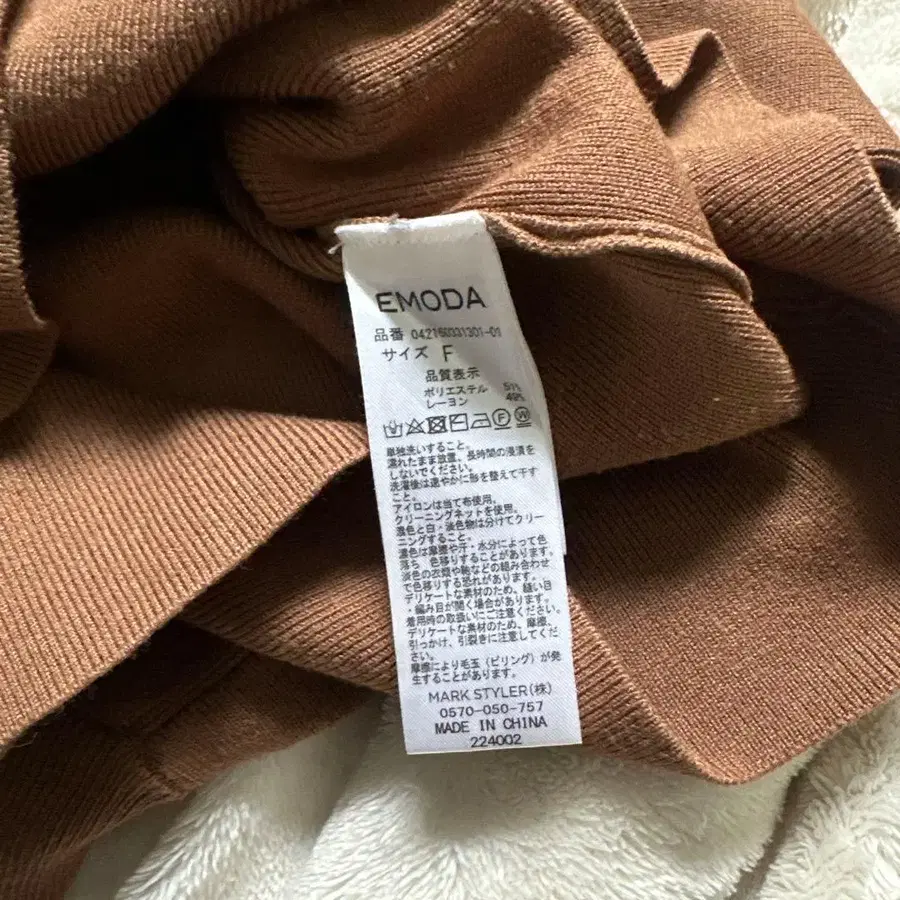 EMODA
品番 042160331301-01
サイズ F
品質表示
ポリエステル 51%
レーヨン 49%
F W
単独洗いすること。
濡れたまま放置、長時間の浸漬を
しないでください。
洗濯後は速やかに形を整えて干す
こと。
アイロンは当て布使用。
クリーニングネットを使用。
濃色と白・淡色物は分けてクリー
ニングすること。
濃色は摩擦や汗・水分によって色
落ち 色移りすることがあります。
淡色の衣類や鞄などの組み合わせ
で色移りする恐れがあります。
デリケートな素材のため、縫い目
・編み目が開く場合があります。
着用時の取扱いにご注意ください。
デリケートな素材のため、摩擦、
引っかけ、引裂きに注意してくだ
さい。
摩擦により毛玉（ピリング）が発
生することがあります。
MARK STYLER(株)
0570-050-757
MADE IN CHINA
224002